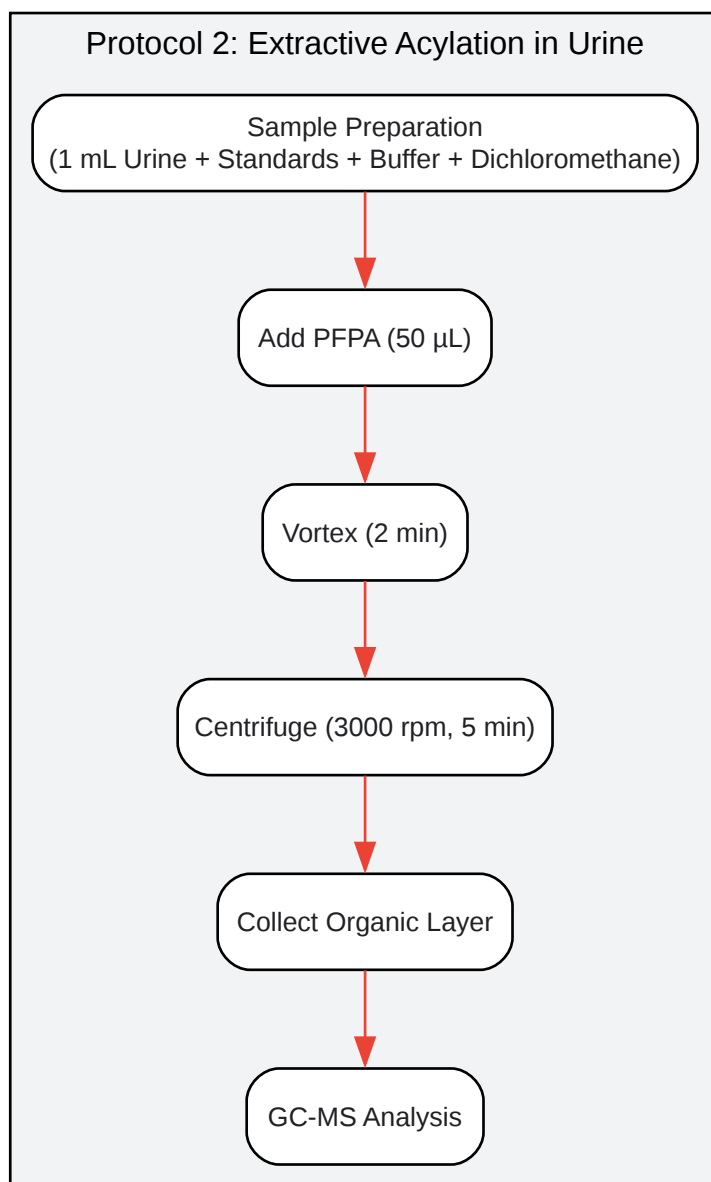 Protocol 2: Extractive Acylation in Urine
Sample Preparation
(1 mL Urine + Standards + Buffer + Dichloromethane)
Add PFPA (50 µL)
Vortex (2 min)
Centrifuge (3000 rpm, 5 min)
Collect Organic Layer
GC-MS Analysis